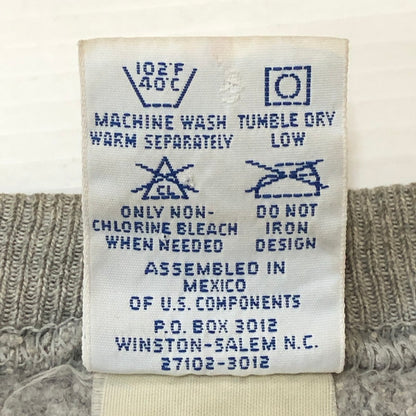 102°F
40°C
MACHINE WASH
WARM SEPARATELY
TUMBLE DRY
LOW
CL
ONLY NON-
CHLORINE BLEACH
WHEN NEEDED
DO NOT
IRON
DESIGN
ASSEMBLED IN
MEXICO
OF U.S. COMPONENTS
P.O. BOX 3012
WINSTON-SALEM N.C.
27102-3012